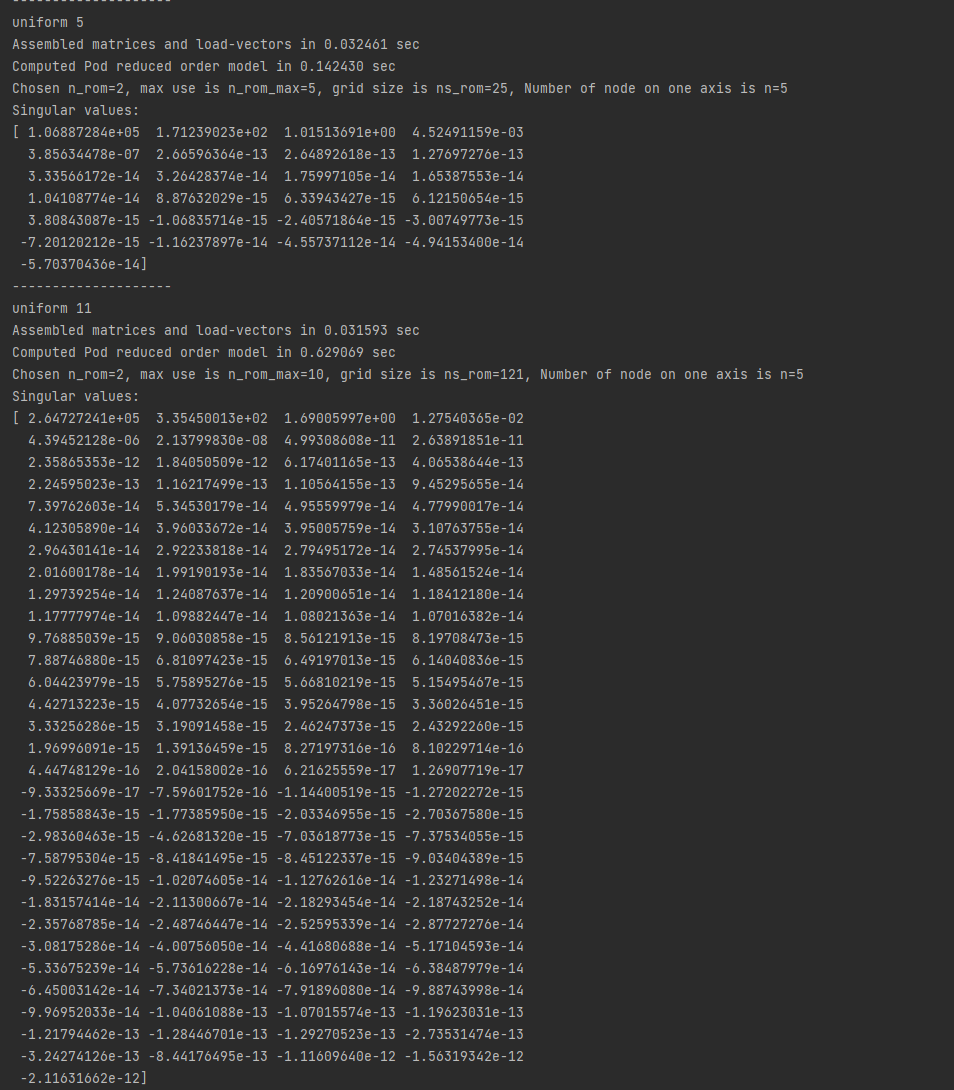 --------------------
uniform 5
Assembled matrices and load-vectors in 0.032461 sec
Computed Pod reduced order model in 0.142430 sec
Chosen n_rom=2, max use is n_rom_max=5, grid size is ns_rom=25, Number of node on one axis is n=5
Singular values:
[ 1.06887284e+05  1.71239023e+02  1.01513691e+00  4.52491159e-03
  3.85634478e-07  2.66596364e-13  2.64892618e-13  1.27697276e-13
  3.33566172e-14  3.26428374e-14  1.75997105e-14  1.65387553e-14
  1.04108774e-14  8.87632029e-15  6.33943427e-15  6.12150654e-15
  3.80843087e-15 -1.06835714e-15 -2.40571864e-15 -3.00749773e-15
 -7.20120212e-15 -1.16237897e-14 -4.55737112e-14 -4.94153400e-14
 -5.70370436e-14]
--------------------
uniform 11
Assembled matrices and load-vectors in 0.031593 sec
Computed Pod reduced order model in 0.629069 sec
Chosen n_rom=2, max use is n_rom_max=10, grid size is ns_rom=121, Number of node on one axis is n=5
Singular values:
[ 2.64727241e+05  3.35450013e+02  1.69005997e+00  1.27540365e-02
  4.39452128e-06  2.13799830e-08  4.99308608e-11  2.63891851e-11
  2.35865353e-12  1.84050509e-12  6.17401165e-13  4.06538644e-13
  2.24595023e-13  1.16217499e-13  1.10564155e-13  9.45295655e-14
  7.39762603e-14  5.34530179e-14  4.95559979e-14  4.77990017e-14
  4.12305890e-14  3.96033672e-14  3.95005759e-14  3.10763755e-14
  2.96430141e-14  2.92233818e-14  2.79495172e-14  2.74537995e-14
  2.01600178e-14  1.99190193e-14  1.83567033e-14  1.48561524e-14
  1.29739254e-14  1.24087637e-14  1.20900651e-14  1.18412180e-14
  1.17777974e-14  1.09882447e-14  1.08021363e-14  1.07016382e-14
  9.76885039e-15  9.06030858e-15  8.56121913e-15  8.19708473e-15
  7.88746880e-15  6.81097423e-15  6.49197013e-15  6.14040836e-15
  6.04423979e-15  5.75895276e-15  5.66810219e-15  5.15495467e-15
  4.42713223e-15  4.07732654e-15  3.95264798e-15  3.36026451e-15
  3.33256286e-15  3.19091458e-15  2.46247373e-15  2.43292260e-15
  1.96996091e-15  1.39136459e-15  8.27197316e-16  8.10229714e-16
  4.44748129e-16  2.04158002e-16  6.21625559e-17  1.26907719e-17
 -9.33325669e-17 -7.59601752e-16 -1.14400519e-15 -1.27202272e-15
 -1.75858843e-15 -1.77385950e-15 -2.03346955e-15 -2.70367580e-15
 -2.98360463e-15 -4.62681320e-15 -7.03618773e-15 -7.37534055e-15
 -7.58795304e-15 -8.41841495e-15 -8.45122337e-15 -9.03404389e-15
 -9.52263276e-15 -1.02074605e-14 -1.12762616e-14 -1.23271498e-14
 -1.83157414e-14 -2.11300667e-14 -2.18293454e-14 -2.18743252e-14
 -2.35768785e-14 -2.48746447e-14 -2.52595339e-14 -2.87727276e-14
 -3.08175286e-14 -4.00756050e-14 -4.41680688e-14 -5.17104593e-14
 -5.33675239e-14 -5.73616228e-14 -6.16976143e-14 -6.38487979e-14
 -6.45003142e-14 -7.34021373e-14 -7.91896080e-14 -9.88743998e-14
 -9.96952033e-14 -1.04061088e-13 -1.07015574e-13 -1.19623031e-13
 -1.21794462e-13 -1.28446701e-13 -1.29270523e-13 -2.73531474e-13
 -3.24274126e-13 -8.44176495e-13 -1.11609640e-12 -1.56319342e-12
 -2.11631662e-12]